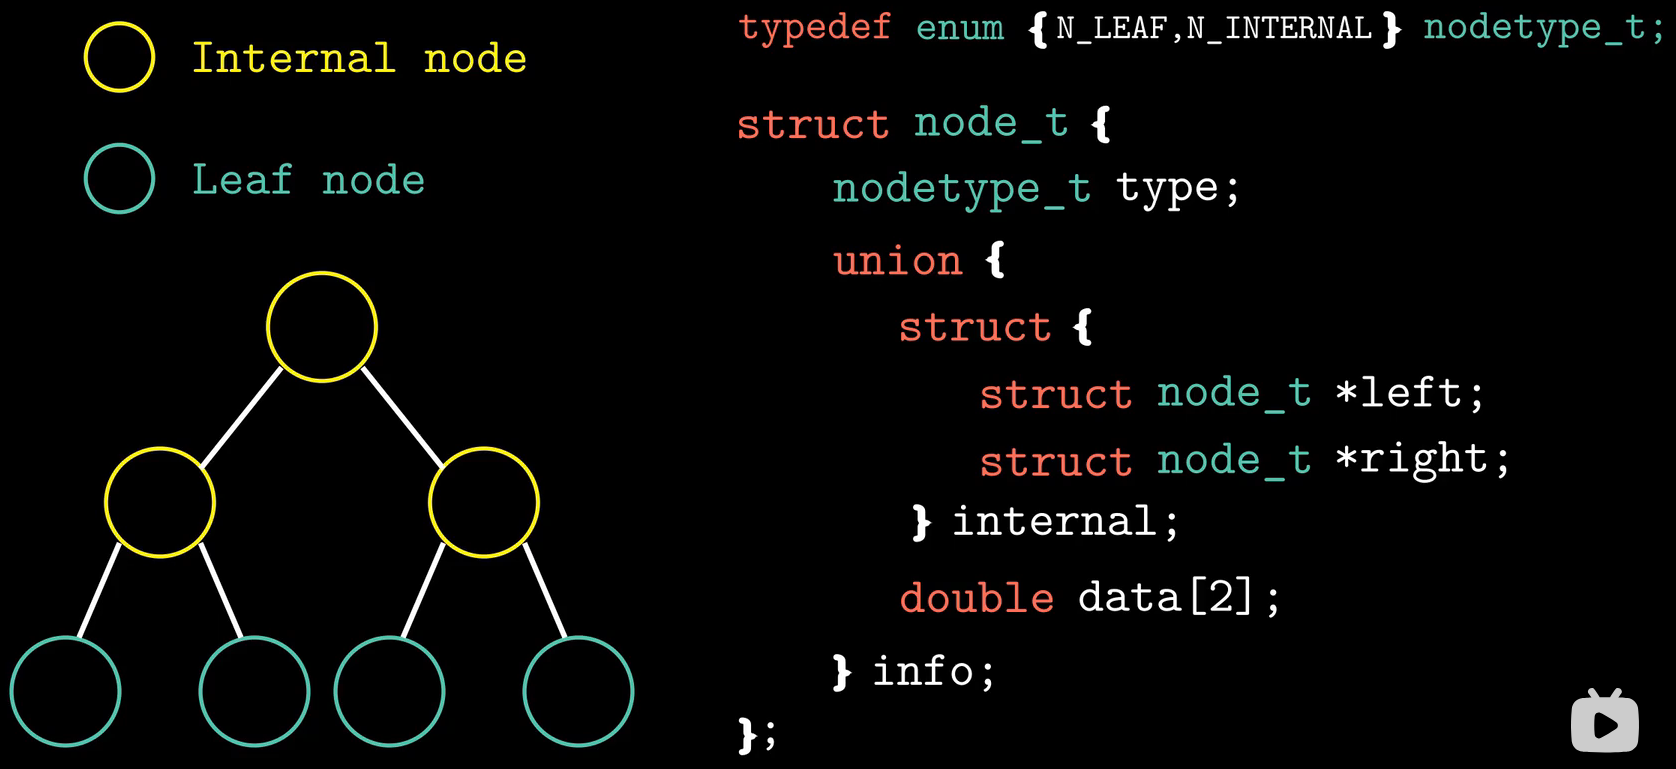 Internal node
Leaf node
typedef enum {N_LEAF,N_INTERNAL} nodetype_t;
struct node_t {
nodetype_t type;
union {
struct {
struct node_t *left;
struct node_t *right;
} internal;
double data[2];
} info;
};